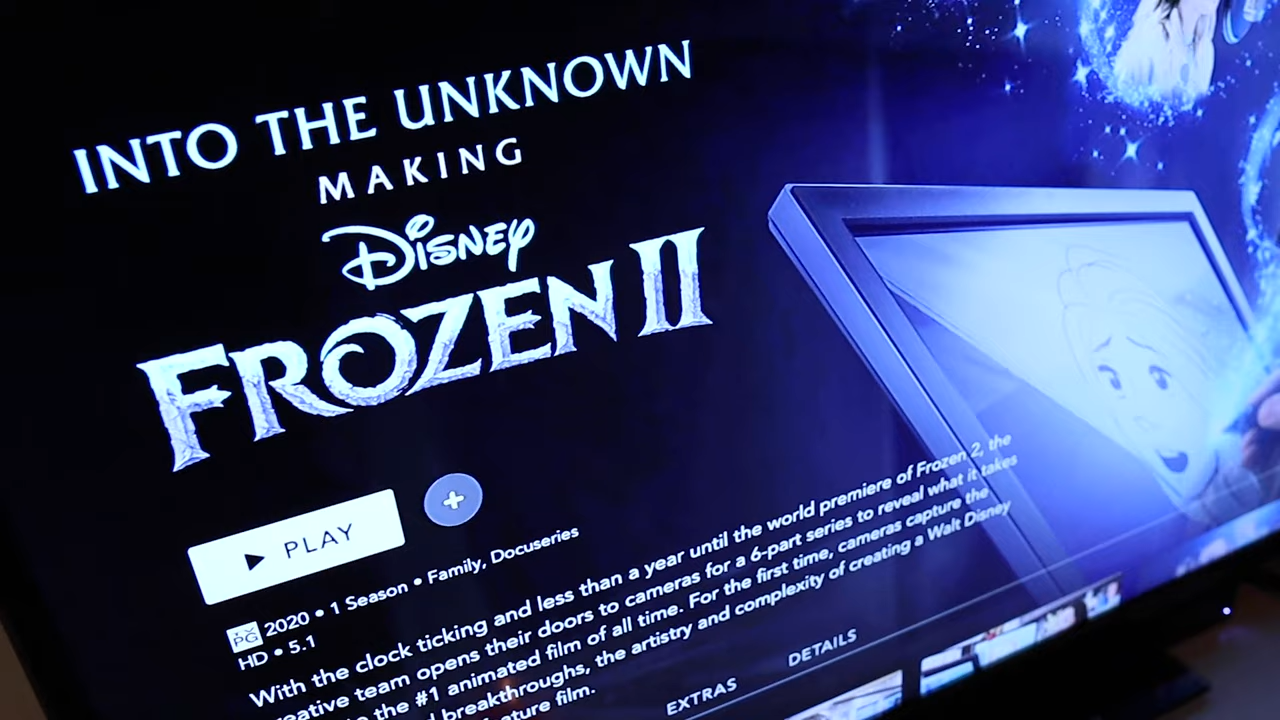 INTO THE UNKNOWN
MAKING
DISNEY
FROZEN II
PLAY
TV PG 2020 • 1 Season • Family, Docuseries
HD • 5.1
With the clock ticking and less than a year until the world premiere of Frozen 2, the
team opens their doors to cameras for a 6-part series to reveal what it takes
the #1 animated film of all time. For the first time, cameras capture the
breakthroughs, the artistry and complexity of creating a Walt Disney
film.
EXTRAS DETAILS